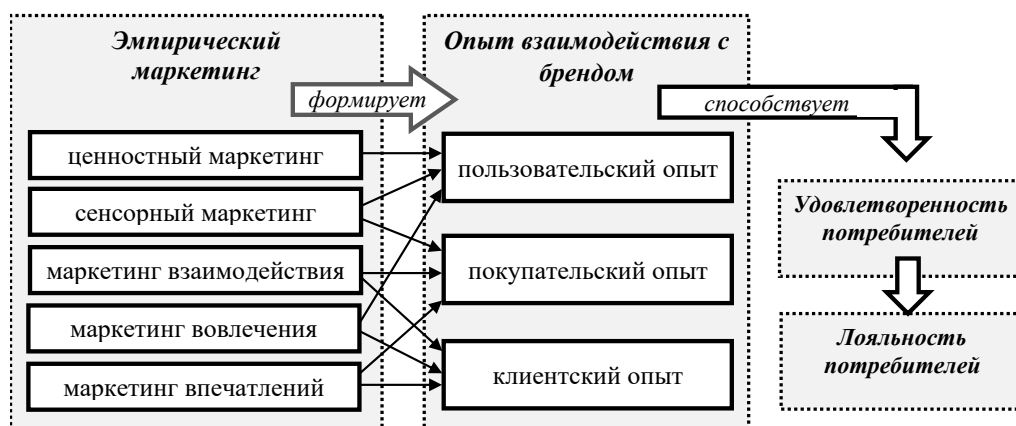 Эмпирический
маркетинг
формирует
ценностный маркетинг
сенсорный маркетинг
маркетинг взаимодействия
маркетинг вовлечения
маркетинг впечатлений
Опыт взаимодействия с
брендом
способствует
пользовательский опыт
покупательский опыт
клиентский опыт
Удовлетворенность
потребителей
Лояльность
потребителей